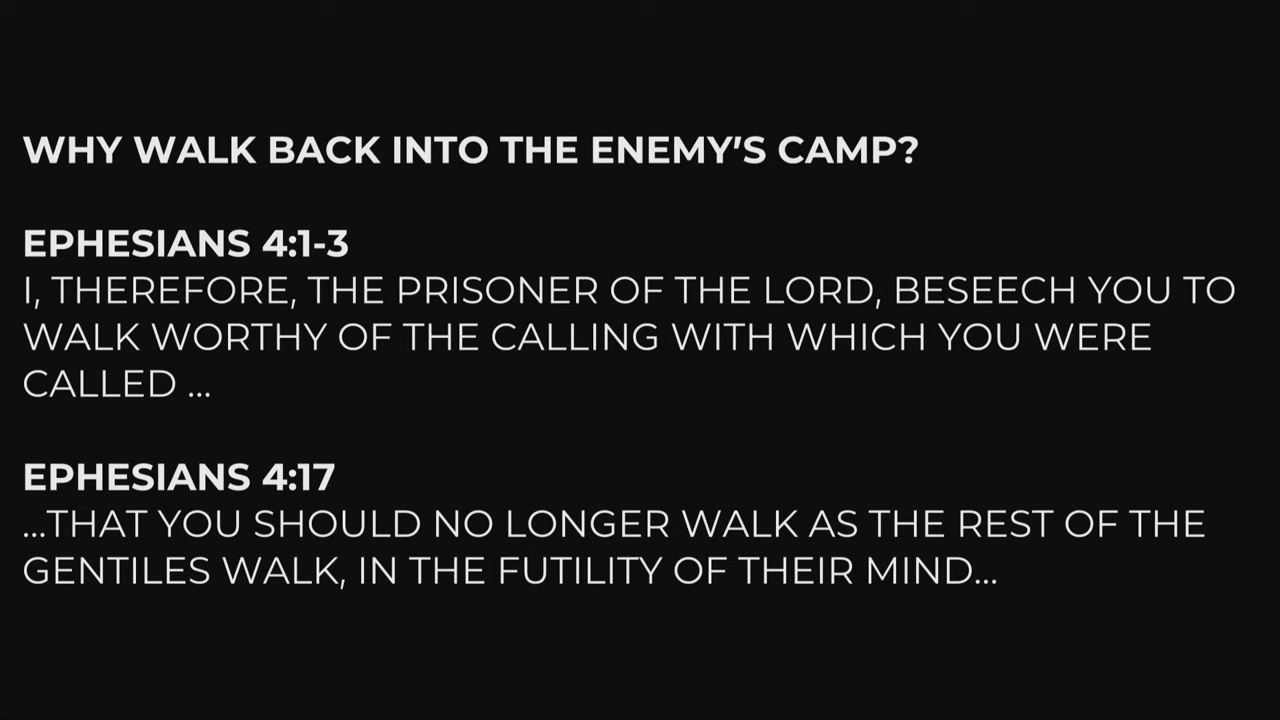 WHY WALK BACK INTO THE ENEMY'S CAMP?
EPHESIANS 4:1-3
I, THEREFORE, THE PRISONER OF THE LORD, BESEECH YOU TO
WALK WORTHY OF THE CALLING WITH WHICH YOU WERE
CALLED ...
EPHESIANS 4:17
...THAT YOU SHOULD NO LONGER WALK AS THE REST OF THE
GENTILES WALK, IN THE FUTILITY OF THEIR MIND...